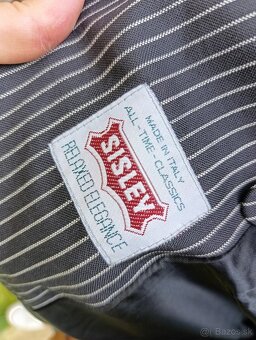 MADE IN ITALY
ALL-TIME-CLASSICS
SISLEY
RELAXED ELEGANCE
Bazos.sk